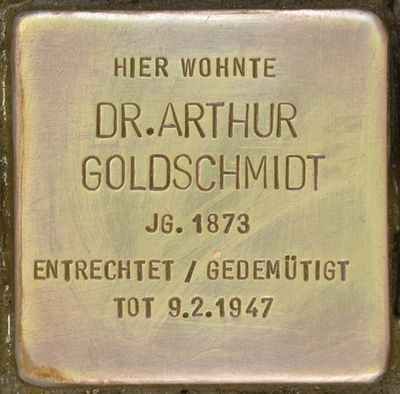 HIER WOHNTE
DR. ARTHUR
GOLDSCHMIDT
JG. 1873
ENTRECHTET / GEDEMÜTIGT
TOT 9.2.1947